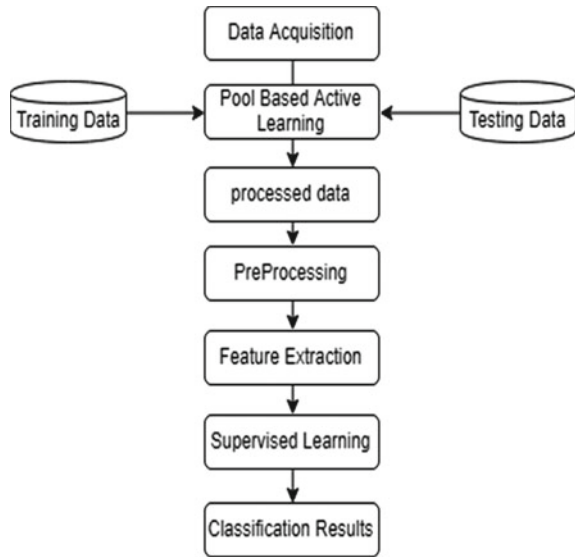 Data Acquisition
Training Data
Pool Based Active
Learning
Testing Data
processed data
PreProcessing
Feature Extraction
Supervised Learning
Classification Results